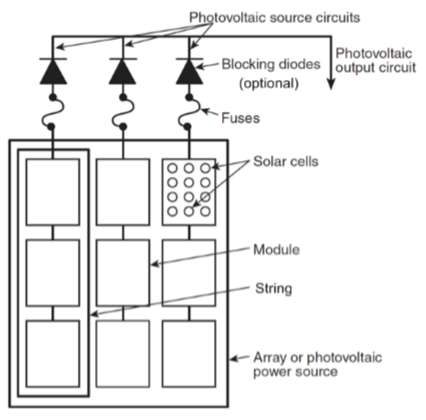 Photovoltaic source circuits
Photovoltaic
output circuit
Blocking diodes
(optional)
Fuses
Solar cells
Module
String
Array or photovoltaic
power source